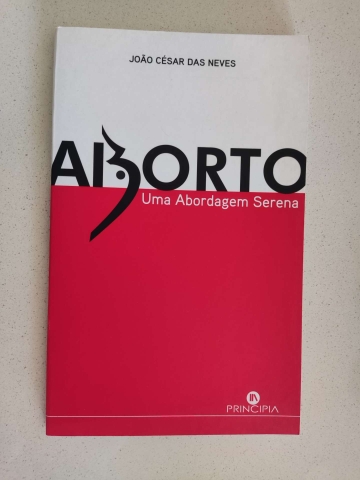 JOÃO CÉSAR DAS NEVES
ABORTO
Uma Abordagem Serena
PRINCIPIA